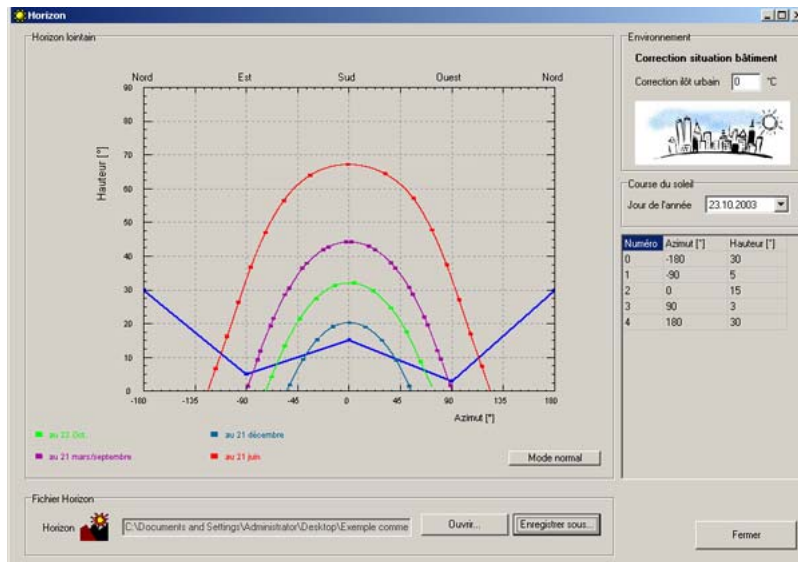 Horizon
Horizon lointain
Nord Est Sud Ouest Nord
90
80
70
60
50
40
30
20
10
0
Hauteur [°]
-180 -135 -90 -45 0 45 90 135 180
Azimut [°]
au 21 décembre
au 21 mars/septembre au 21 juin
Mode normal
Fichier Horizon
Horizon C:\Documents and Settings\Administrator\Desktop\Exemple comme Ouvrir... Enregistrer sous...
Environnement
Correction situation bâtiment
Correction ilôt urbain 0 °C
Course du soleil
Jour de l'année 23.10.2003
Numéro Azimut [°] Hauteur [°]
0 -180 30
1 -90 5
2 0 15
3 90 3
4 180 30
Fermer